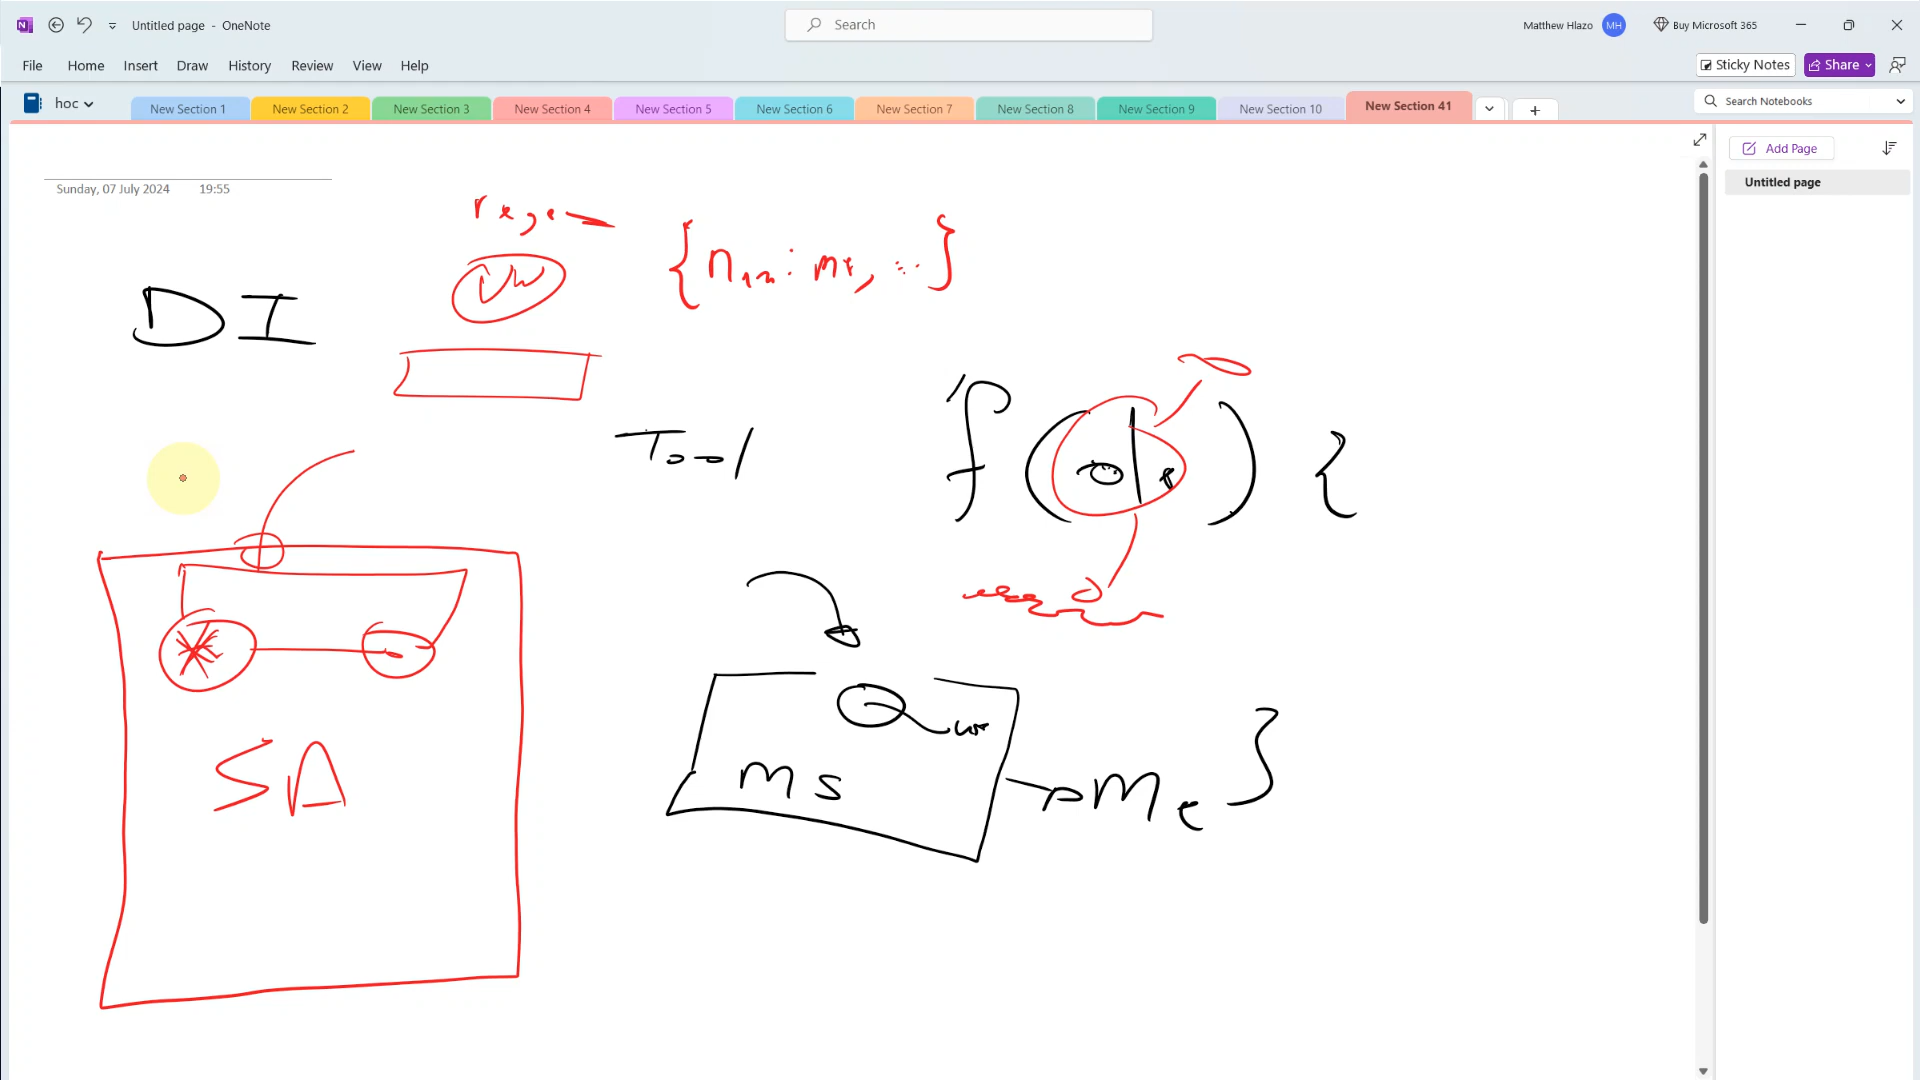 Untitled page - OneNote
Search
Matthew Hlazo
MH
Buy Microsoft 365
File Home Insert Draw History Review View Help
Sticky Notes
Share
hoc
New Section 1 New Section 2 New Section 3 New Section 4 New Section 5 New Section 6 New Section 7 New Section 8 New Section 9 New Section 10 New Section 41
Search Notebooks
Add Page
Untitled page
Sunday, 07 July 2024 19:55
DI
Tool
f ( ) {
SA
ms
}